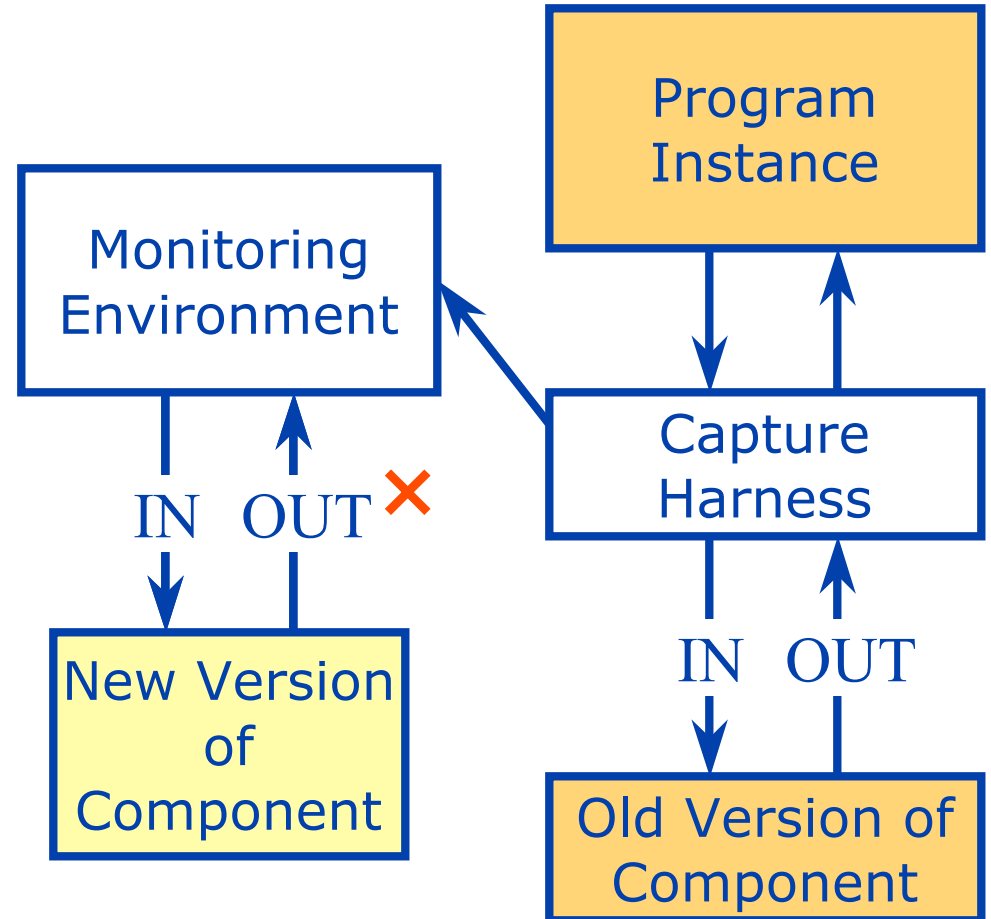 Program
Instance
Monitoring
Environment
Capture
Harness
IN OUT
New Version
of
Component
IN OUT
Old Version of
Component